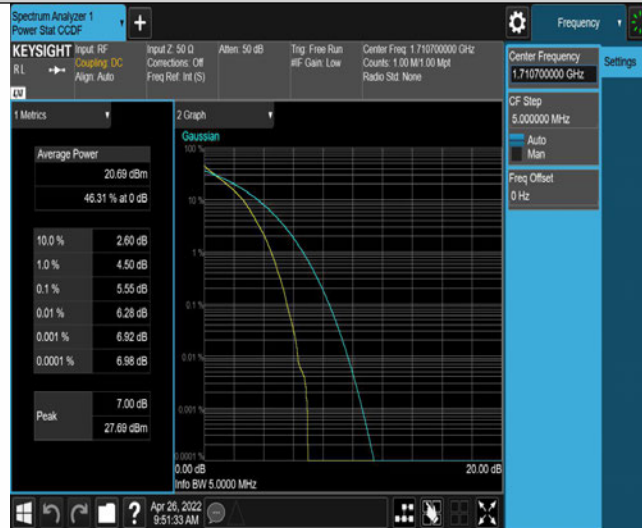 Spectrum Analyzer 1
Power Stat CCDF
Frequency
KEYSIGHT
Input: RF
Coupling: DC
Align: Auto
Input Z: 50 Ω
Corrections: Off
Freq Ref: Int (S)
Atten: 50 dB
Trig: Free Run
#IF Gain: Low
Center Freq: 1.710700000 GHz
Counts: 1.00 M/1.00 Mpt
Radio Std: None
R L
LXI
Center Frequency
1.710700000 GHz
Settings
CF Step
5.000000 MHz
Auto
Man
Freq Offset
0 Hz
1 Metrics
Average Power
20.69 dBm
46.31 % at 0 dB
10.0 % 2.60 dB
1.0 % 4.50 dB
0.1 % 5.55 dB
0.01 % 6.28 dB
0.001 % 6.92 dB
0.0001 % 6.98 dB
Peak
7.00 dB
27.69 dBm
2 Graph
Gaussian
100 %
10 %
1 %
0.1 %
0.01 %
0.001 %
0.0001 %
0.00 dB 20.00 dB
Info BW 5.0000 MHz
?
Apr 26, 2022
9:51:33 AM